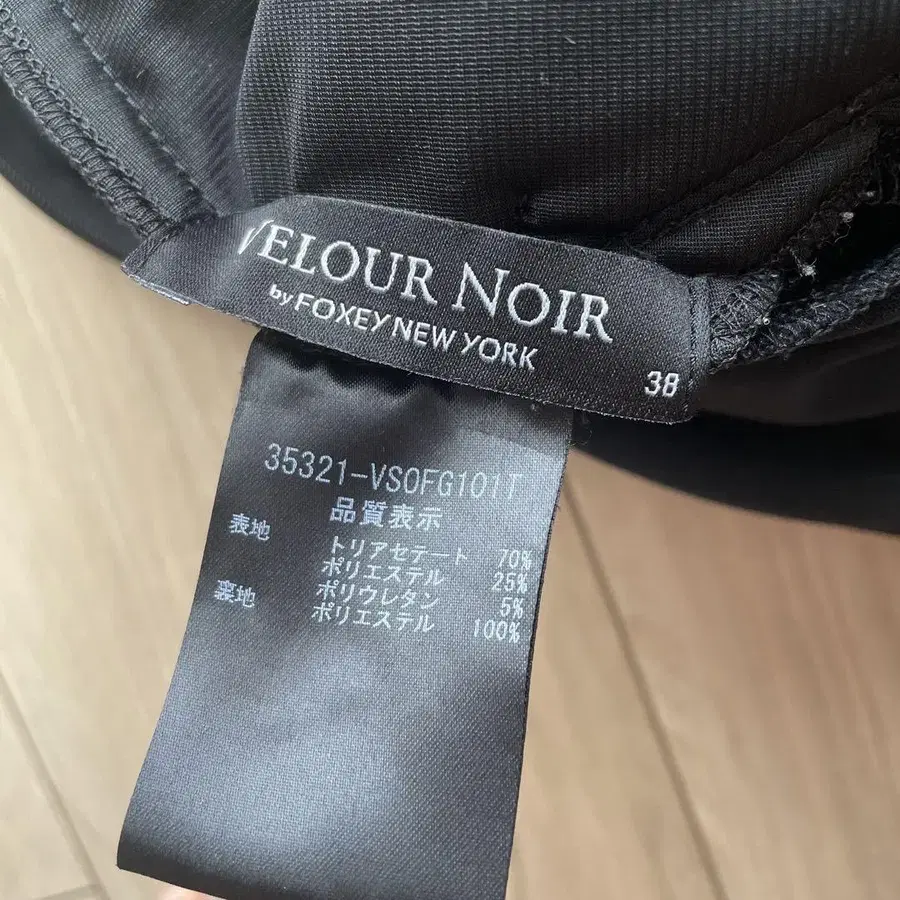 VELOUR NOIR
by FOXEY NEW YORK
38
35321-VSOFG101T
品質表示
表地 トリアセテート 70%
ポリエステル 25%
ポリウレタン 5%
裏地 ポリエステル 100%